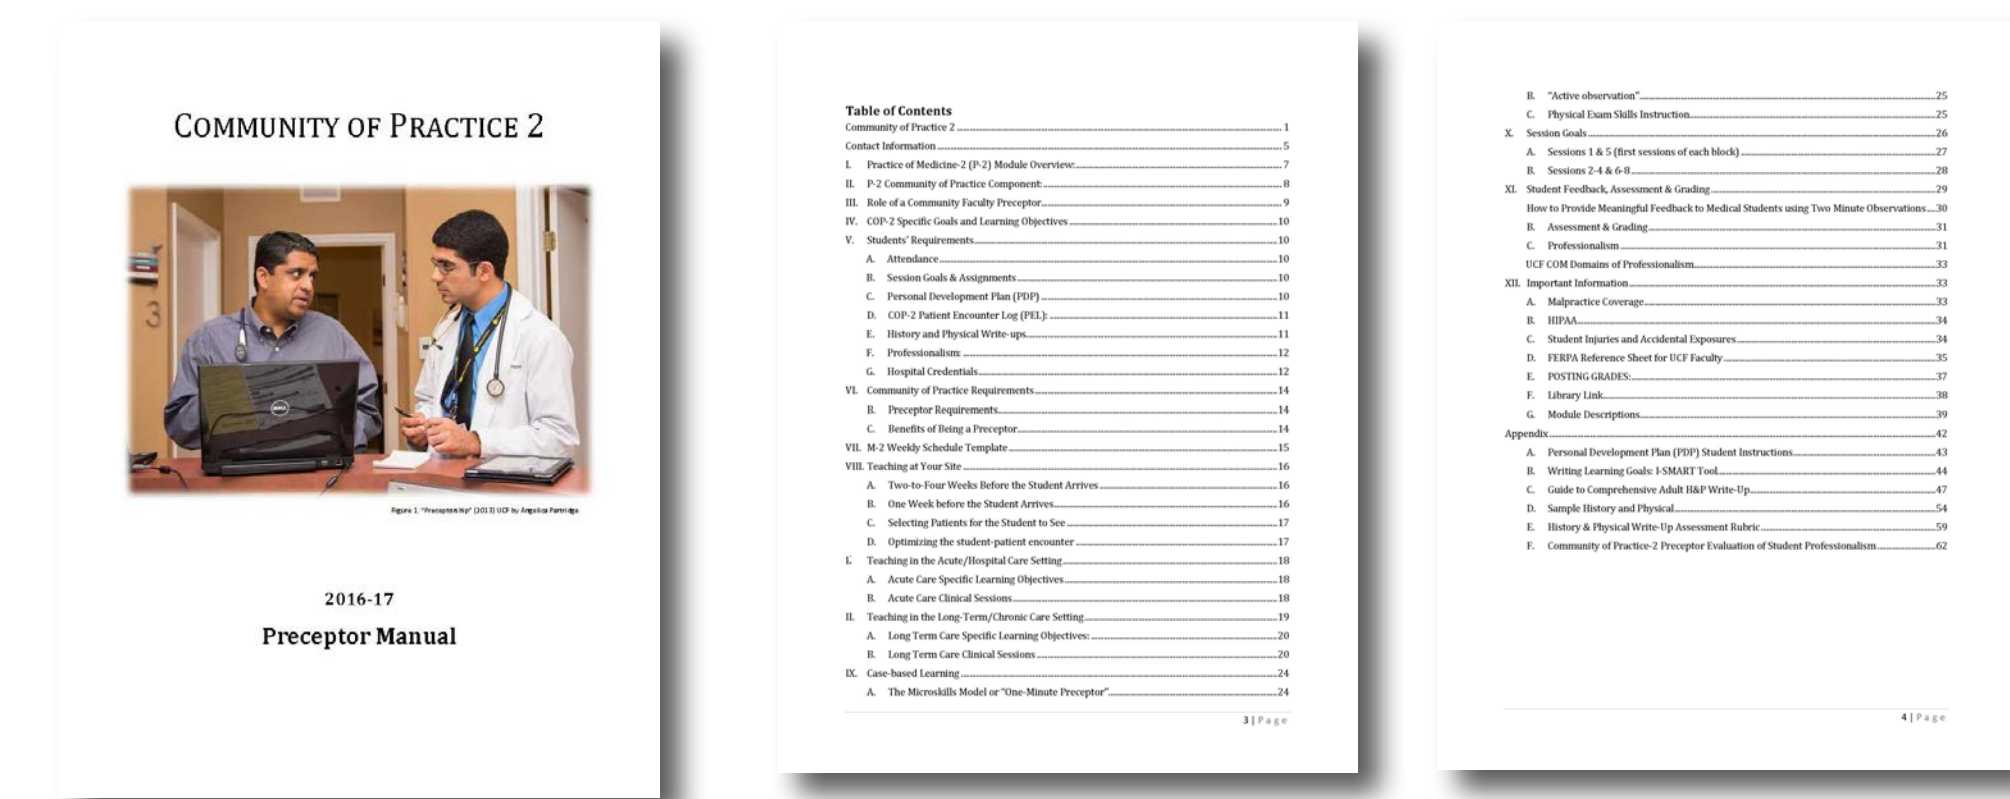 COMMUNITY OF PRACTICE 2
3
DELL
Figure 1. "Preceptorship" (2013) UCF by Angelica Partridge
2016-17
Preceptor Manual
Table of Contents
Community of Practice 2 1
Contact Information 5
I. Practice of Medicine-2 (P-2) Module Overview: 7
II. P-2 Community of Practice Component: 8
III. Role of a Community Faculty Preceptor 9
IV. COP-2 Specific Goals and Learning Objectives 10
V. Students' Requirements 10
A. Attendance 10
B. Session Goals & Assignments 10
C. Personal Development Plan (PDP) 10
D. COP-2 Patient Encounter Log (PEL): 11
E. History and Physical Write-ups 11
F. Professionalism: 12
G. Hospital Credentials 12
VI. Community of Practice Requirements 14
B. Preceptor Requirements 14
C. Benefits of Being a Preceptor 14
VII. M-2 Weekly Schedule Template 15
VIII. Teaching at Your Site 16
A. Two-to-Four Weeks Before the Student Arrives 16
B. One Week before the Student Arrives 16
C. Selecting Patients for the Student to See 17
D. Optimizing the student-patient encounter 17
I. Teaching in the Acute/Hospital Care Setting 18
A. Acute Care Specific Learning Objectives 18
B. Acute Care Clinical Sessions 18
II. Teaching in the Long-Term/Chronic Care Setting 19
A. Long Term Care Specific Learning Objectives: 20
B. Long Term Care Clinical Sessions 20
IX. Case-based Learning 24
A. The Microskills Model or "One-Minute Preceptor" 24
3 | Page
B. "Active observation" 25
C. Physical Exam Skills Instruction 25
X. Session Goals 26
A. Sessions 1 & 5 (first sessions of each block) 27
B. Sessions 2-4 & 6-8 28
XI. Student Feedback, Assessment & Grading 29
How to Provide Meaningful Feedback to Medical Students using Two Minute Observations 30
B. Assessment & Grading 31
C. Professionalism 31
UCF COM Domains of Professionalism 33
XII. Important Information 33
A. Malpractice Coverage 33
B. HIPAA 34
C. Student Injuries and Accidental Exposures 34
D. FERPA Reference Sheet for UCF Faculty 35
E. POSTING GRADES: 37
F. Library Link 38
G. Module Descriptions 39
Appendix 42
A. Personal Development Plan (PDP) Student Instructions 43
B. Writing Learning Goals: I-SMART Tool 44
C. Guide to Comprehensive Adult H&P Write-Up 47
D. Sample History and Physical 54
E. History & Physical Write-Up Assessment Rubric 59
F. Community of Practice-2 Preceptor Evaluation of Student Professionalism 62
4 | Page